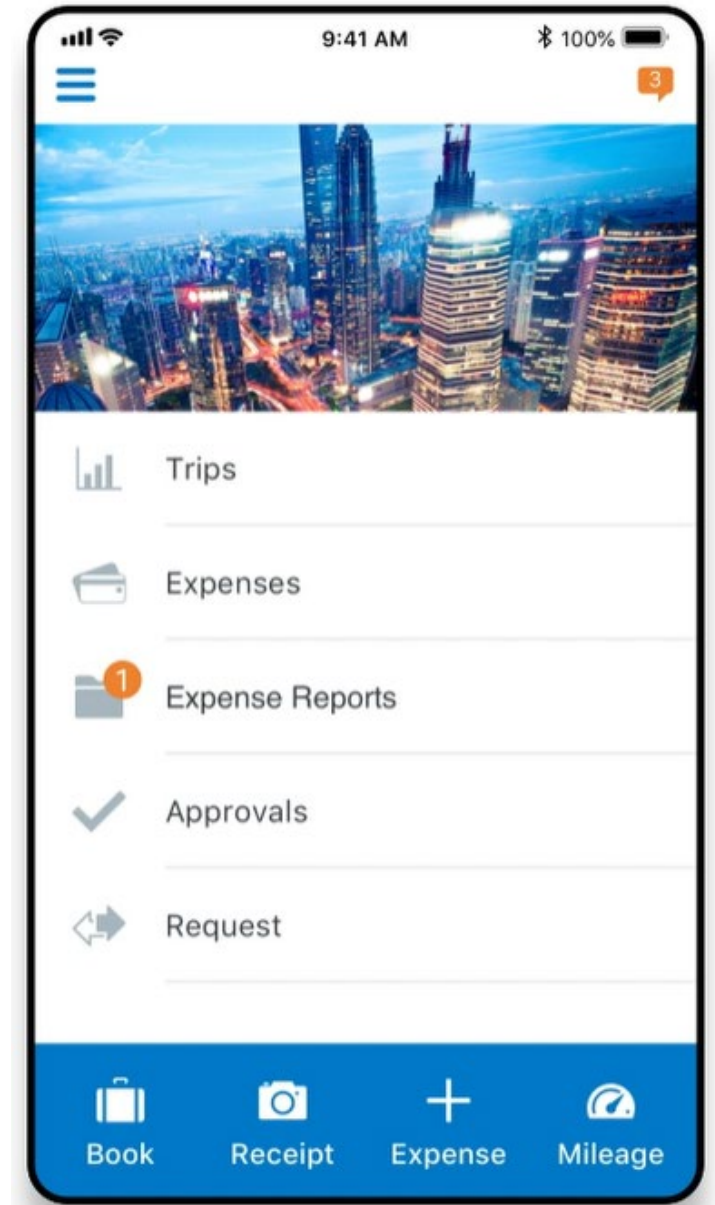 9:41 AM
100%
3
Trips
Expenses
1
Expense Reports
Approvals
Request
Book Receipt Expense Mileage